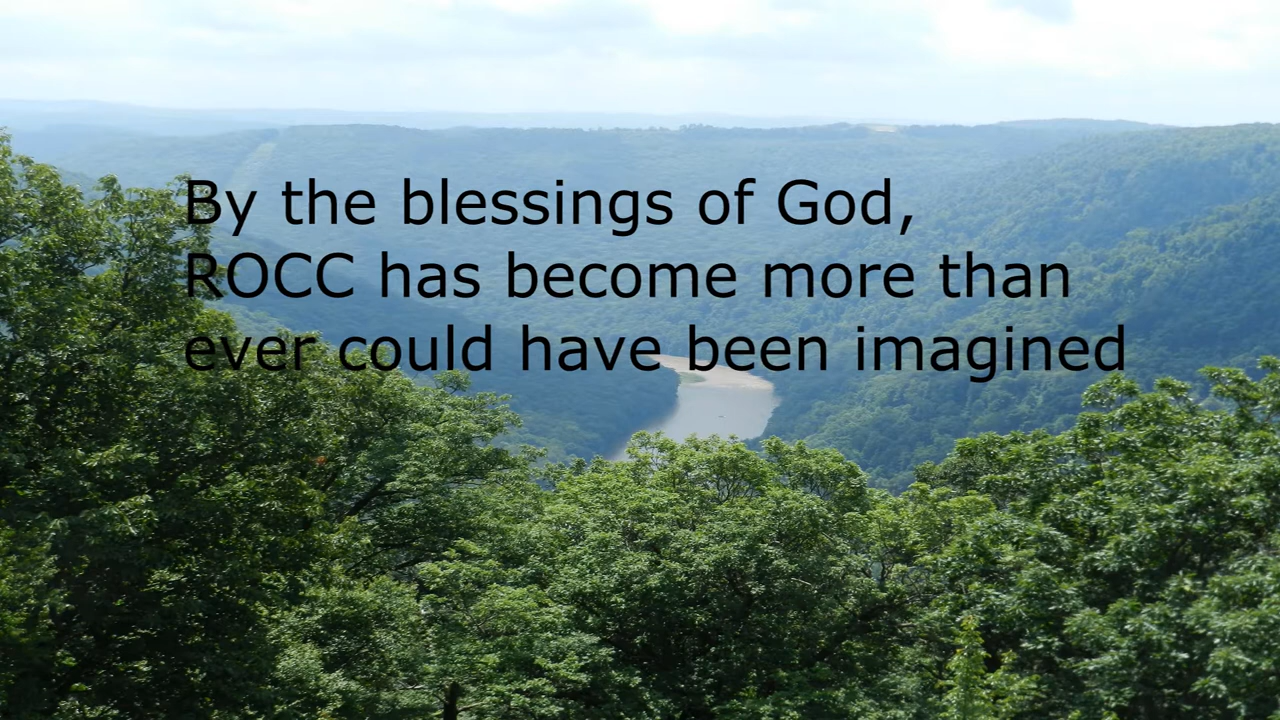 By the blessings of God,
ROCC has become more than
ever could have been imagined